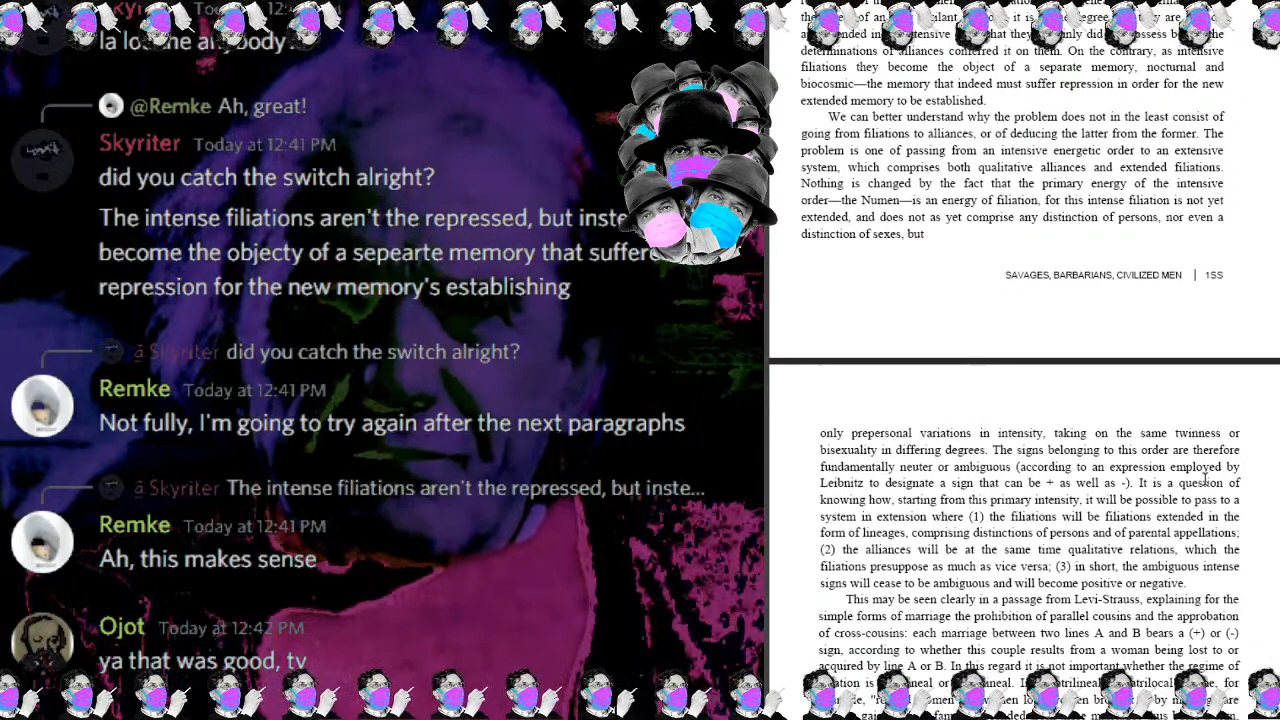 la los me an body
@Remke Ah, great!
Skyriter Today at 12:41 PM
did you catch the switch alright?
The intense filiations aren't the repressed, but inste
become the objecty of a sepearte memory that suffere
repression for the new memory's establishing
Skyriter did you catch the switch alright?
Remke Today at 12:41 PM
Not fully, I'm going to try again after the next paragraphs
Skyriter The intense filiations aren't the repressed, but inste...
Remke Today at 12:41 PM
Ah, this makes sense
Ojot Today at 12:42 PM
ya that was good, ty
determinations of alliances conferred it on them. On the contrary, as intensive
filiations they become the object of a separate memory, nocturnal and
biocosmic—the memory that indeed must suffer repression in order for the new
extended memory to be established.
We can better understand why the problem does not in the least consist of
going from filiations to alliances, or of deducing the latter from the former. The
problem is one of passing from an intensive energetic order to an extensive
system, which comprises both qualitative alliances and extended filiations.
Nothing is changed by the fact that the primary energy of the intensive
order—the Numen—is an energy of filiation, for this intense filiation is not yet
extended, and does not as yet comprise any distinction of persons, nor even a
distinction of sexes, but
SAVAGES, BARBARIANS, CIVILIZED MEN | 1SS
only prepersonal variations in intensity, taking on the same twinness or
bisexuality in differing degrees. The signs belonging to this order are therefore
fundamentally neuter or ambiguous (according to an expression employed by
Leibnitz to designate a sign that can be + as well as -). It is a question of
knowing how, starting from this primary intensity, it will be possible to pass to a
system in extension where (1) the filiations will be filiations extended in the
form of lineages, comprising distinctions of persons and of parental appellations;
(2) the alliances will be at the same time qualitative relations, which the
filiations presuppose as much as vice versa; (3) in short, the ambiguous intense
signs will cease to be ambiguous and will become positive or negative.
This may be seen clearly in a passage from Levi-Strauss, explaining for the
simple forms of marriage the prohibition of parallel cousins and the approbation
of cross-cousins: each marriage between two lines A and B bears a (+) or (-)
sign, according to whether this couple results from a woman being lost to or
acquired by line A or B. In this regard it is not important whether the regime of